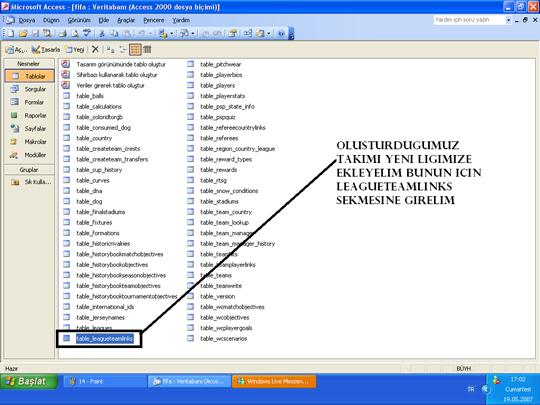 Microsoft Access - [fifa : Veritabanı (Access 2000 dosya biçimi)]
Dosya Düzen Görünüm Ekle Araçlar Pencere Yardım
Yardım için soru yazın
Aç... Tasarla Yeni
Nesneler
Tablolar
Sorgular
Formlar
Raporlar
Sayfalar
Makrolar
Modüller
Gruplar
Sık Kulla...
Tasarım görünümünde tablo oluştur
Sihirbazı kullanarak tablo oluştur
Veriler girerek tablo oluştur
table_balls
table_calculations
table_coloridtorgb
table_consumed_dog
table_country
table_createteam_crests
table_createteam_transfers
table_cup_history
table_curves
table_dna
table_dog
table_finalstadiums
table_fixtures
table_formations
table_historicrivalries
table_historybookmatchobjectives
table_historybookobjectives
table_historybookseasonobjectives
table_historybookteamobjectives
table_historybooktournamentobjectives
table_international_ids
table_jerseynames
table_leagues
table_leagueteamlinks
table_pitchwear
table_playerbios
table_players
table_playerstats
table_psp_state_info
table_pspquiz
table_refereecountrylinks
table_referees
table_region_country_league
table_reward_types
table_rewards
table_rtsg
table_snow_conditions
table_stadiums
table_team_country
table_team_lookup
table_team_manager
table_team_manager_history
table_teams
table_teamwrite
table_version
table_wcmatchobjectives
table_wcobjectives
table_wcplayergoals
table_wcscenarios
OLUSTURDUGUMUZ
TAKIMI YENI LIGIMIZE
EKLEYELIM BUNUN ICIN
LEAGUETEAMLINKS
SEKMESINE GIRELIM
Hazır
BÜYH
Başlat
14 - Paint
fifa : Veritabanı (Acce...
Windows Live Messen...
TR
17:02
Cumartesi
19.05.2007